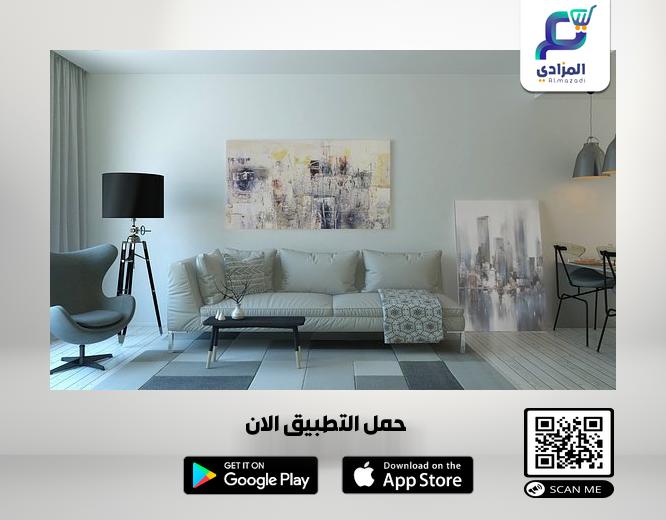 المزادي
Almazadi
حمل التطبيق الان
GET IT ON
Google Play
Download on the
App Store
SCAN ME